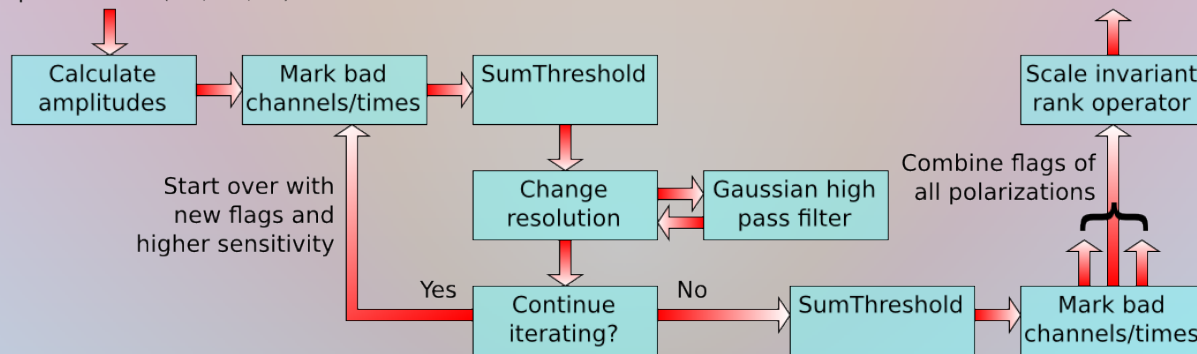 Calculate
amplitudes
Mark bad
channels/times
SumThreshold
Scale invariant
rank operator
Start over with
new flags and
higher sensitivity
Change
resolution
Gaussian high
pass filter
Combine flags of
all polarizations
Yes
Continue
iterating?
No
SumThreshold
Mark bad
channels/times